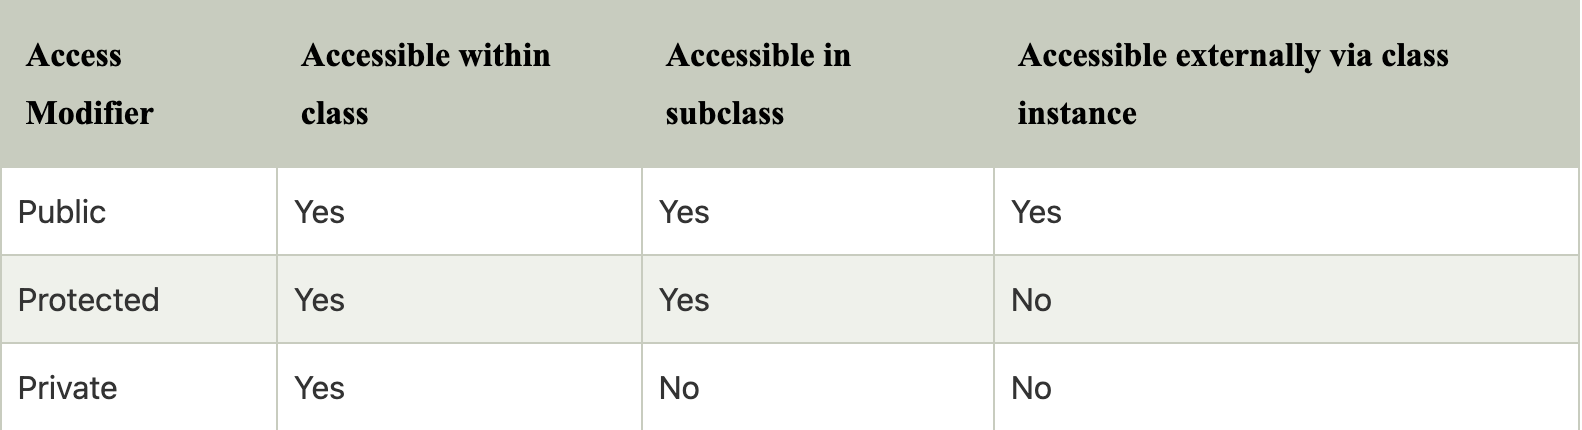 Access Modifier
Accessible within class
Accessible in subclass
Accessible externally via class instance
Public Yes Yes Yes
Protected Yes Yes No
Private Yes No No